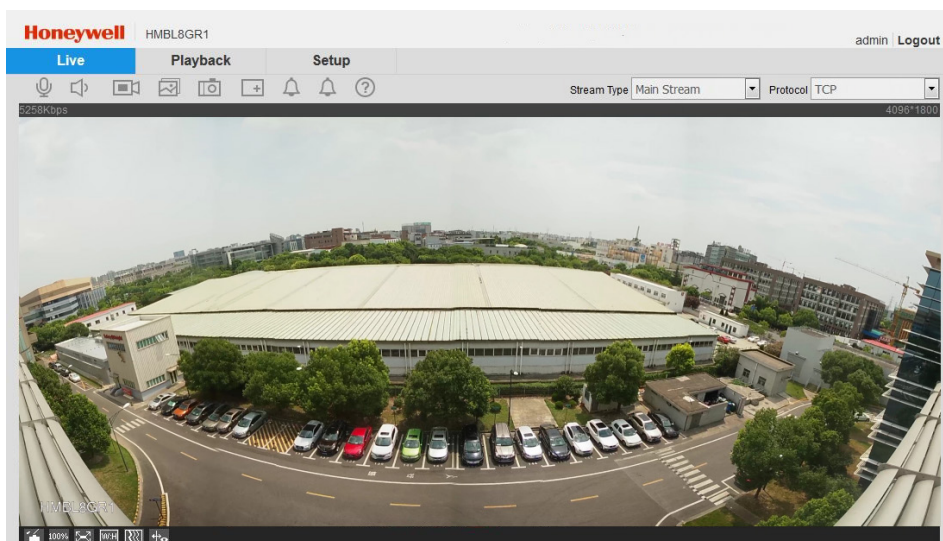 Honeywell HMBL8GR1
admin Logout
Live Playback Setup
Stream Type Main Stream Protocol TCP
5258Kbps 4096*1800
HMBL8GR1
100% W:H